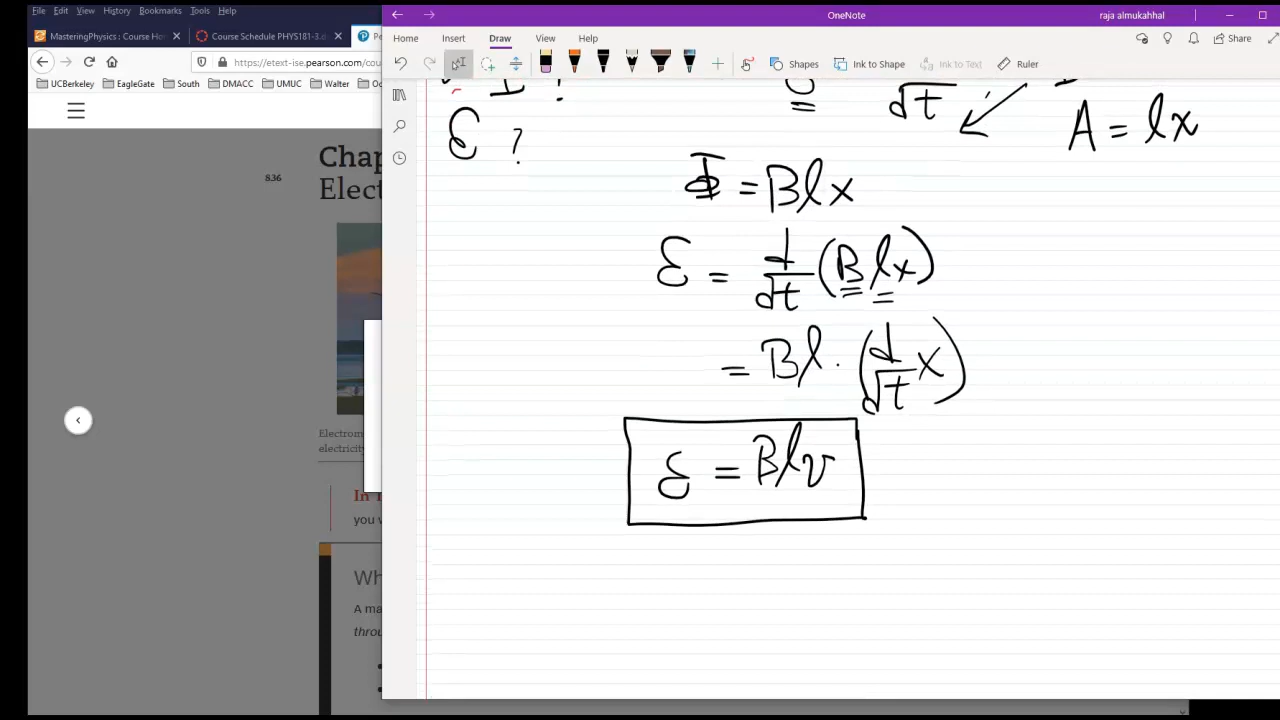 File Edit View History Bookmarks Tools Help
OneNote
raja almukahhal
MasteringPhysics : Course Ho
Course Schedule PHYS181-3.d
Pe
Home Insert Draw View Help
Share
https://etext-ise.pearson.com/cou
Shapes
Ink to Shape
Ink to Text
Ruler
UCBerkeley EagleGate South DMACC UMUC Walter
I ?
dt
A = lx
ℰ ?
Chap
836
Elect
Φ = Blx
ℰ = d/dt (Blx)
= Bl · (d/dt x)
Electrom
electricity
ℰ = Blv
In
you w
Wh
A ma
throu